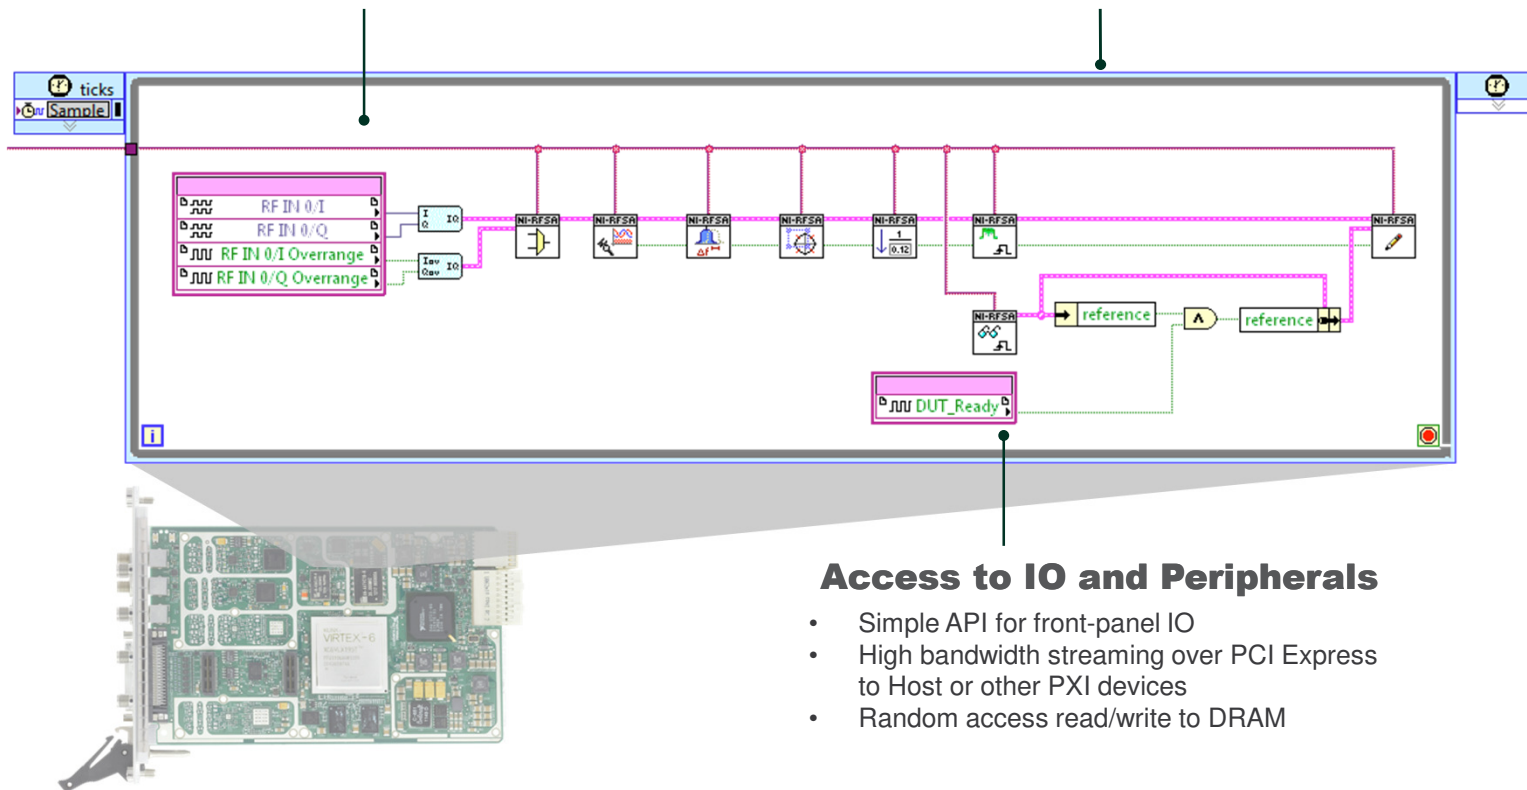 ticks
Sample
RF IN 0/I
RF IN 0/Q
RF IN 0/I Overrange
RF IN 0/Q Overrange
I
Q
IQ
Iov
Qov
IQ
NI-RFSA
NI-RFSA
NI-RFSA
Δf
NI-RFSA
NI-RFSA
1
0.12
NI-RFSA
NI-RFSA
NI-RFSA
reference
∧
reference
DUT_Ready
i
VIRTEX-6
Access to IO and Peripherals
• Simple API for front-panel IO
• High bandwidth streaming over PCI Express
to Host or other PXI devices
• Random access read/write to DRAM